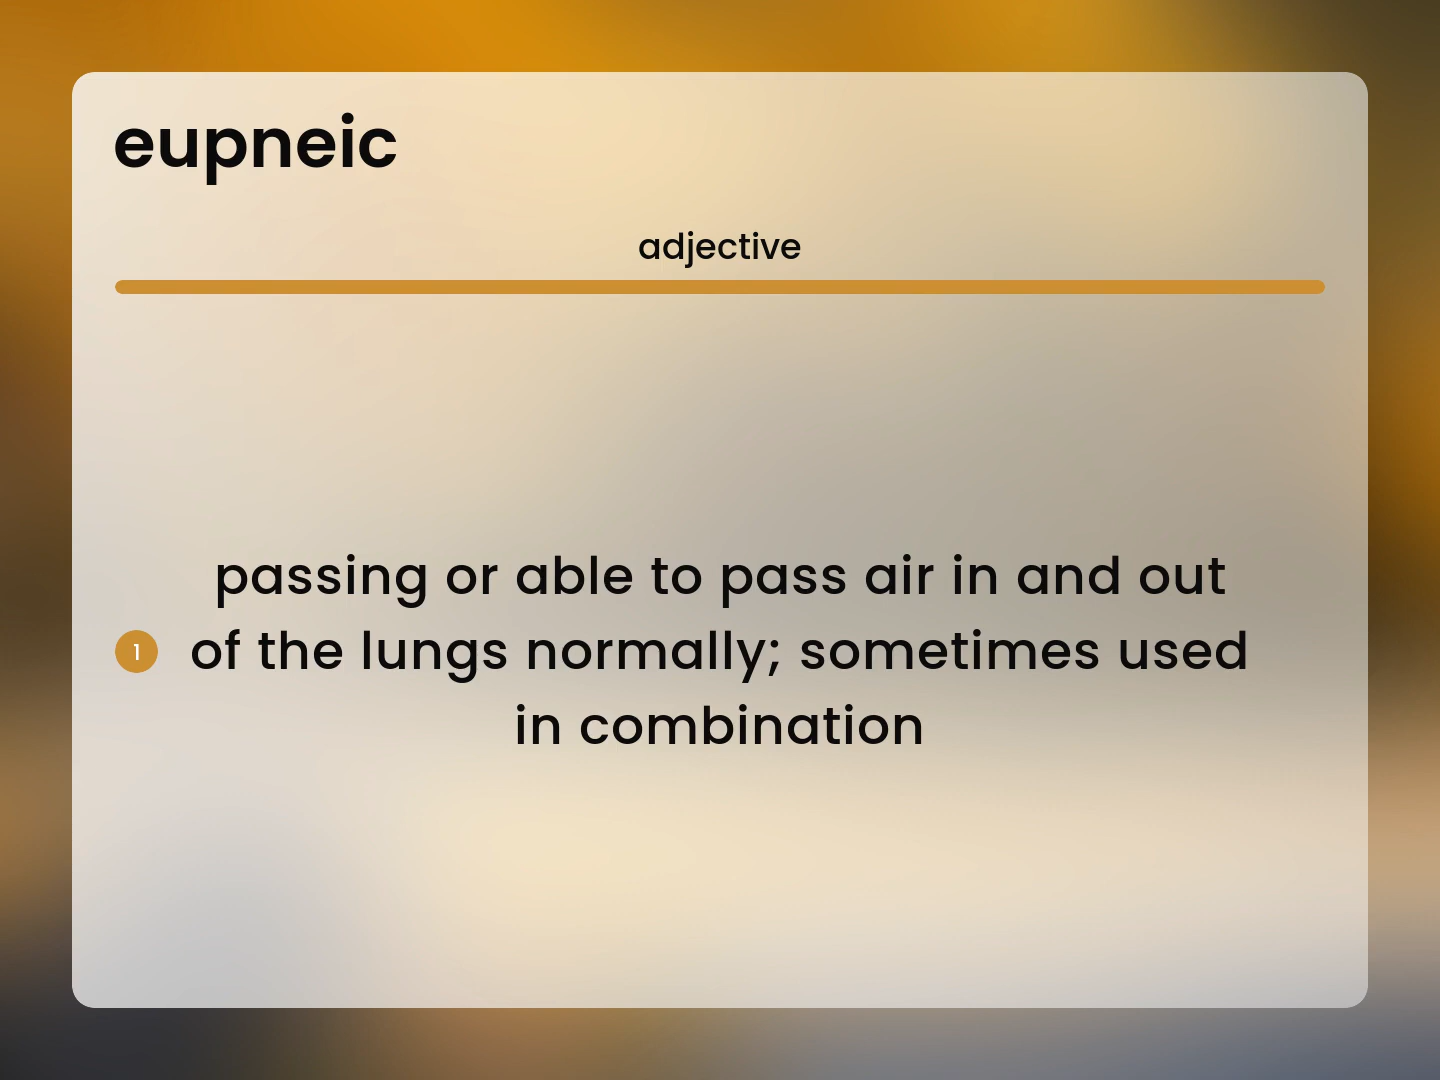 eupneic
adjective
passing or able to pass air in and out
1 of the lungs normally; sometimes used
in combination